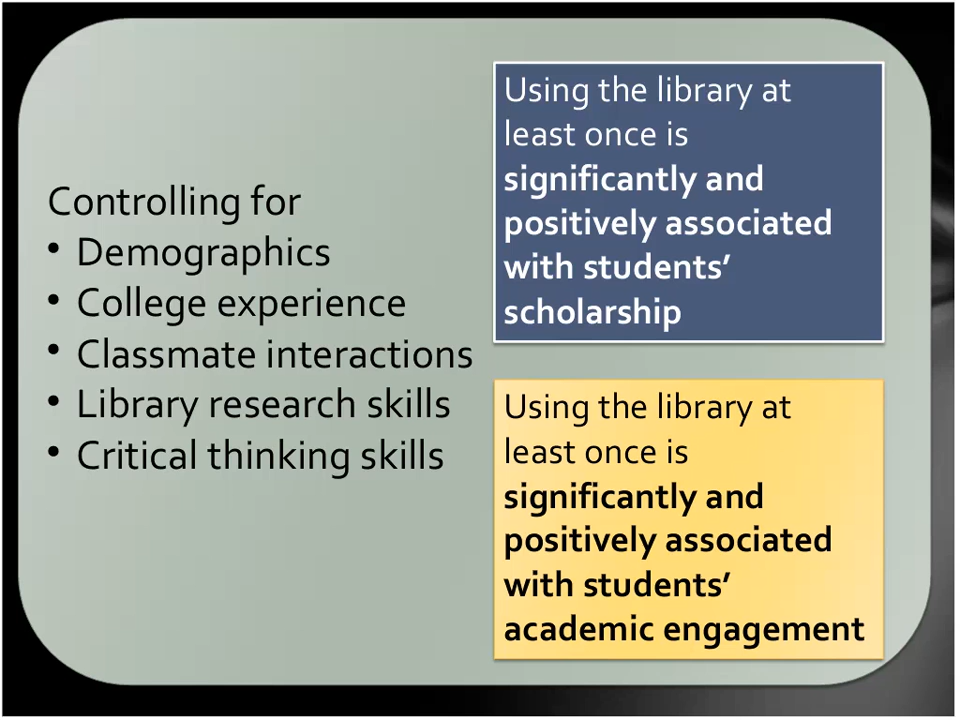 Controlling for
• Demographics
• College experience
• Classmate interactions
• Library research skills
• Critical thinking skills
Using the library at
least once is
significantly and
positively associated
with students’
scholarship
Using the library at
least once is
significantly and
positively associated
with students’
academic engagement